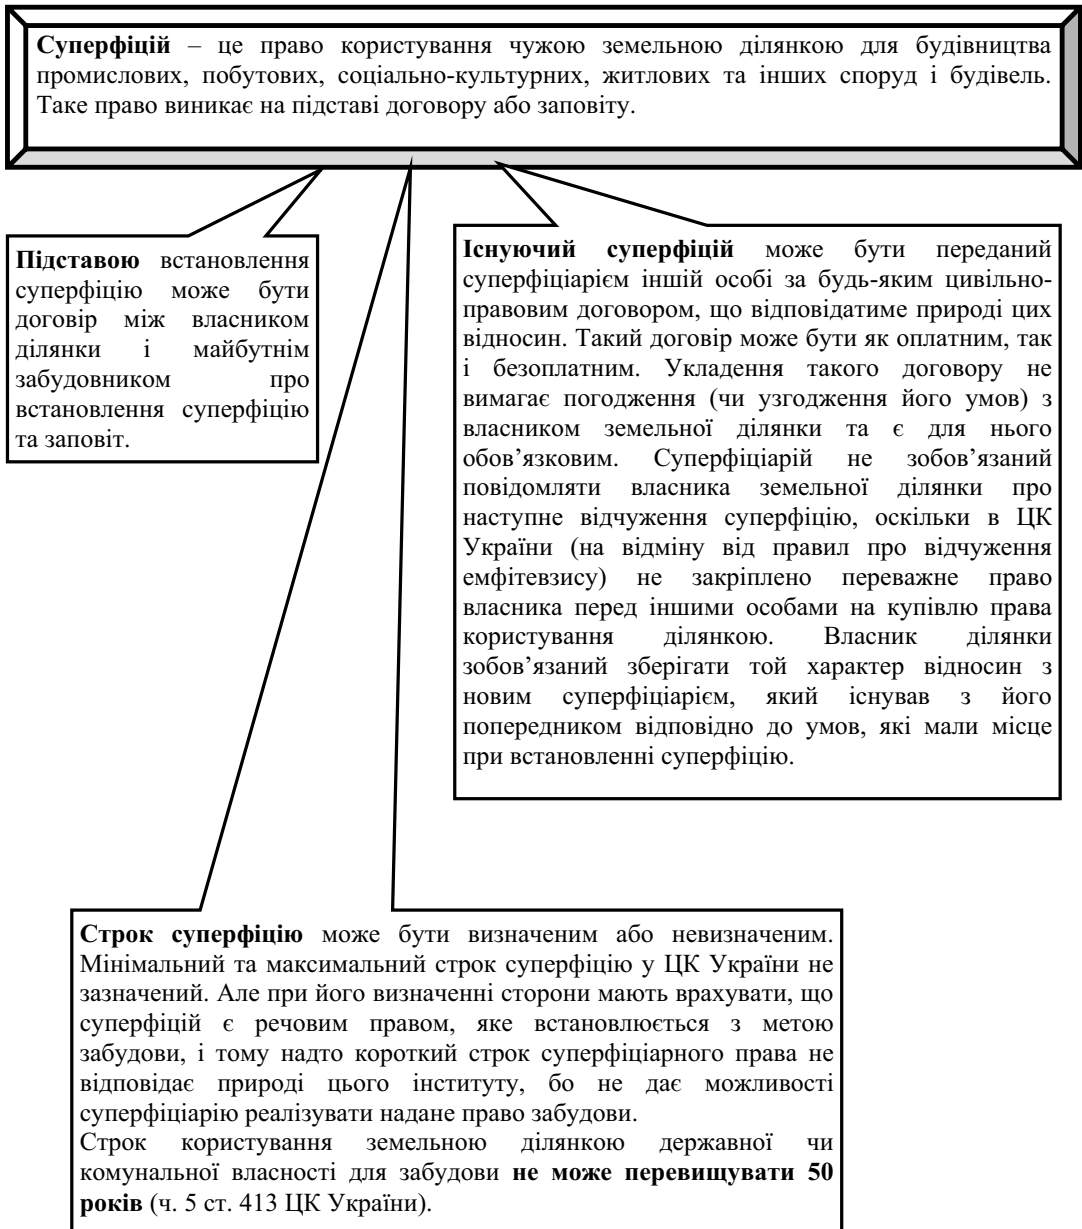 Суперфіцій – це право користування чужою земельною ділянкою для будівництва
промислових, побутових, соціально-культурних, житлових та інших споруд і будівель.
Таке право виникає на підставі договору або заповіту.
Підставою встановлення
суперфіцію може бути
договір між власником
ділянки і майбутнім
забудовником про
встановлення суперфіцію
та заповіт.
Існуючий суперфіцій може бути переданий
суперфіціарієм іншій особі за будь-яким цивільно-
правовим договором, що відповідатиме природі цих
відносин. Такий договір може бути як оплатним, так
і безоплатним. Укладення такого договору не
вимагає погодження (чи узгодження його умов) з
власником земельної ділянки та є для нього
обов’язковим. Суперфіціарій не зобов’язаний
повідомляти власника земельної ділянки про
наступне відчуження суперфіцію, оскільки в ЦК
України (на відміну від правил про відчуження
емфітевзису) не закріплено переважне право
власника перед іншими особами на купівлю права
користування ділянкою. Власник ділянки
зобов’язаний зберігати той характер відносин з
новим суперфіціарієм, який існував з його
попередником відповідно до умов, які мали місце
при встановленні суперфіцію.
Строк суперфіцію може бути визначеним або невизначеним.
Мінімальний та максимальний строк суперфіцію у ЦК України не
зазначений. Але при його визначенні сторони мають врахувати, що
суперфіцій є речовим правом, яке встановлюється з метою
забудови, і тому надто короткий строк суперфіціарного права не
відповідає природі цього інституту, бо не дає можливості
суперфіціарію реалізувати надане право забудови.
Строк користування земельною ділянкою державної чи
комунальної власності для забудови не може перевищувати 50
років (ч. 5 ст. 413 ЦК України).